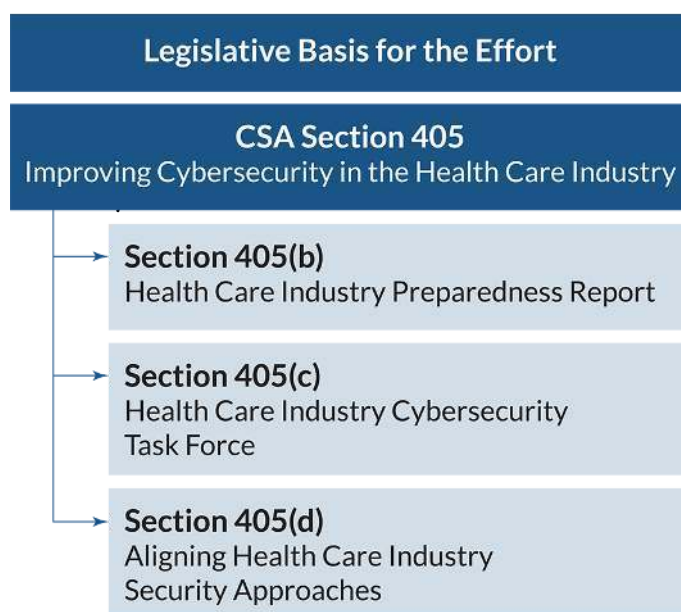 Legislative Basis for the Effort
CSA Section 405
Improving Cybersecurity in the Health Care Industry
Section 405(b)
Health Care Industry Preparedness Report
Section 405(c)
Health Care Industry Cybersecurity
Task Force
Section 405(d)
Aligning Health Care Industry
Security Approaches